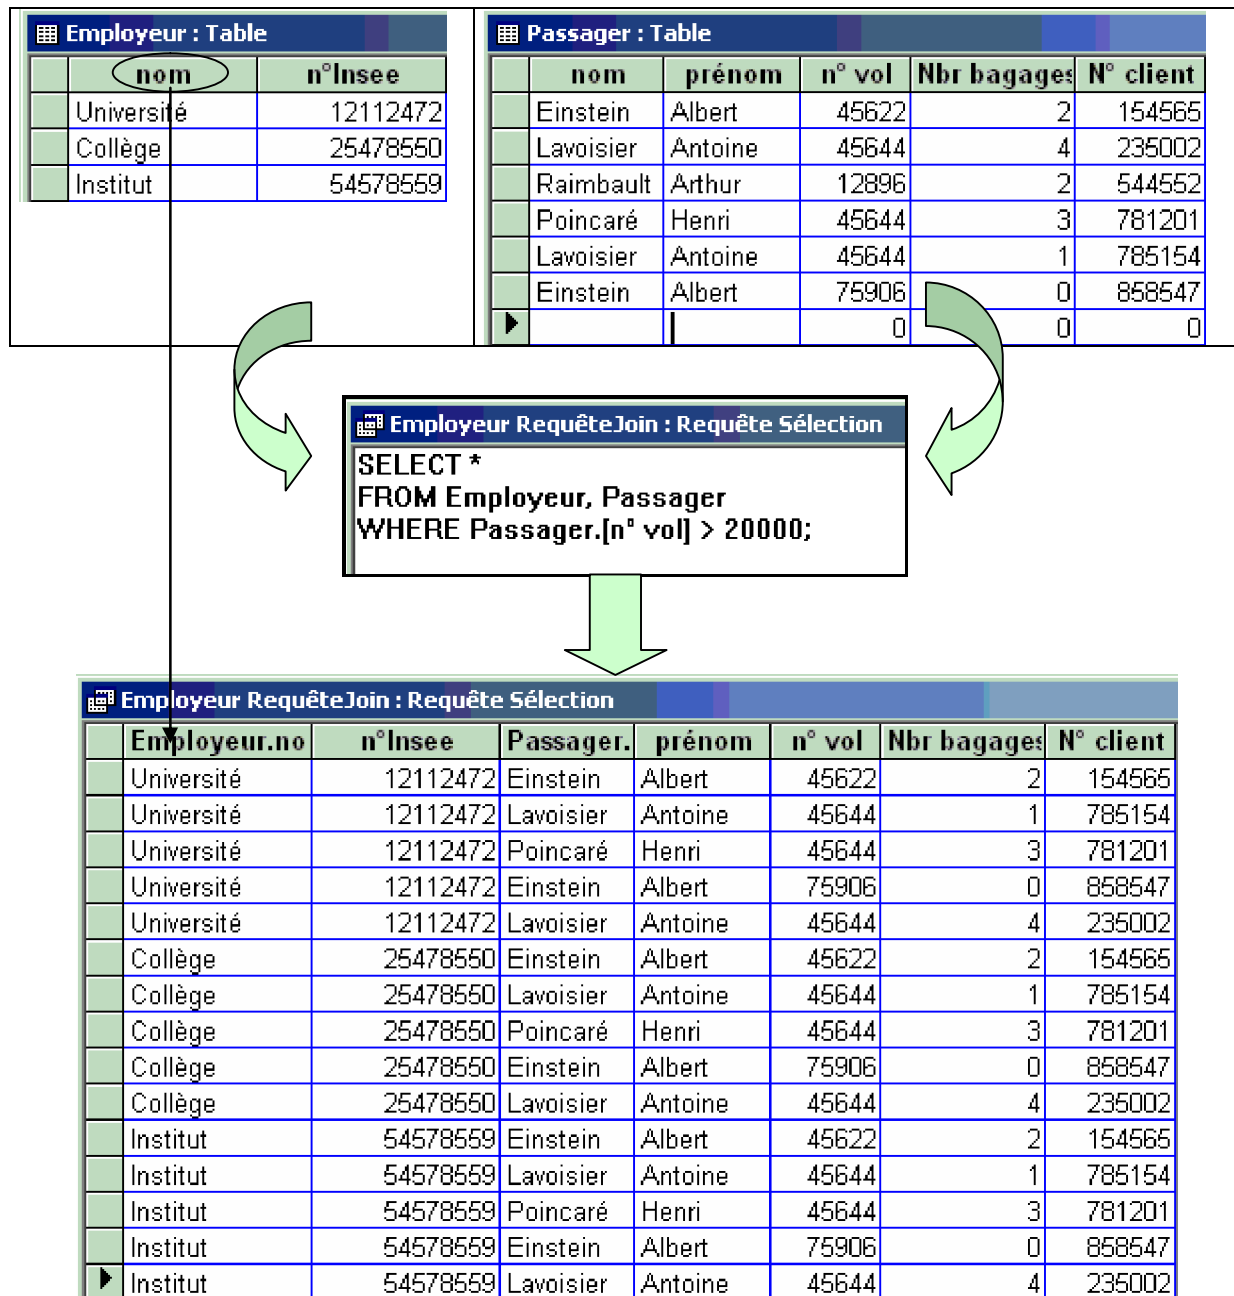 Employeur : Table
nom n°Insee
Université 12112472
Collège 25478550
Institut 54578559
Passager : Table
nom prénom n° vol Nbr bagages N° client
Einstein Albert 45622 2 154565
Lavoisier Antoine 45644 4 235002
Raimbault Arthur 12896 2 544552
Poincaré Henri 45644 3 781201
Lavoisier Antoine 45644 1 785154
Einstein Albert 75906 0 858547
0 0 0
Employeur RequêteJoin : Requête Sélection
SELECT *
FROM Employeur, Passager
WHERE Passager.[n° vol] > 20000;
Employeur RequêteJoin : Requête Sélection
Employeur.no n°Insee Passager. prénom n° vol Nbr bagages N° client
Université 12112472 Einstein Albert 45622 2 154565
Université 12112472 Lavoisier Antoine 45644 1 785154
Université 12112472 Poincaré Henri 45644 3 781201
Université 12112472 Einstein Albert 75906 0 858547
Université 12112472 Lavoisier Antoine 45644 4 235002
Collège 25478550 Einstein Albert 45622 2 154565
Collège 25478550 Lavoisier Antoine 45644 1 785154
Collège 25478550 Poincaré Henri 45644 3 781201
Collège 25478550 Einstein Albert 75906 0 858547
Collège 25478550 Lavoisier Antoine 45644 4 235002
Institut 54578559 Einstein Albert 45622 2 154565
Institut 54578559 Lavoisier Antoine 45644 1 785154
Institut 54578559 Poincaré Henri 45644 3 781201
Institut 54578559 Einstein Albert 75906 0 858547
Institut 54578559 Lavoisier Antoine 45644 4 235002